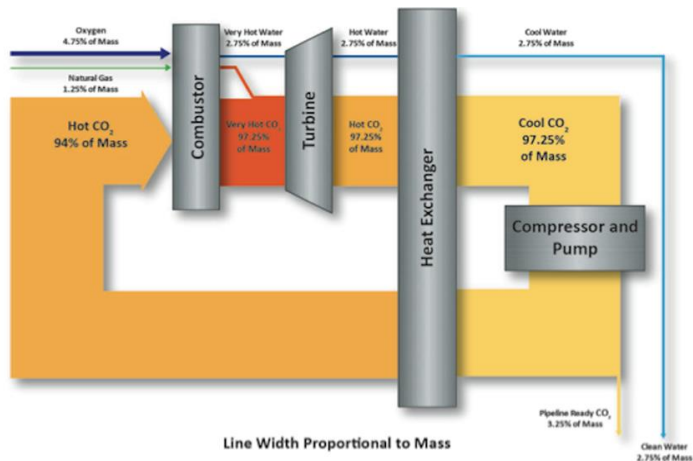 Oxygen
4.75% of Mass
Very Hot Water
2.75% of Mass
Hot Water
2.75% of Mass
Cool Water
2.75% of Mass
Natural Gas
1.25% of Mass
Hot CO₂
94% of Mass
Combustor
Very Hot CO₂
97.25%
of Mass
Turbine
Hot CO₂
97.25%
of Mass
Heat Exchanger
Cool CO₂
97.25%
of Mass
Compressor and
Pump
Pipeline Ready CO₂
3.25% of Mass
Line Width Proportional to Mass
Clean Water
2.75% of Mass